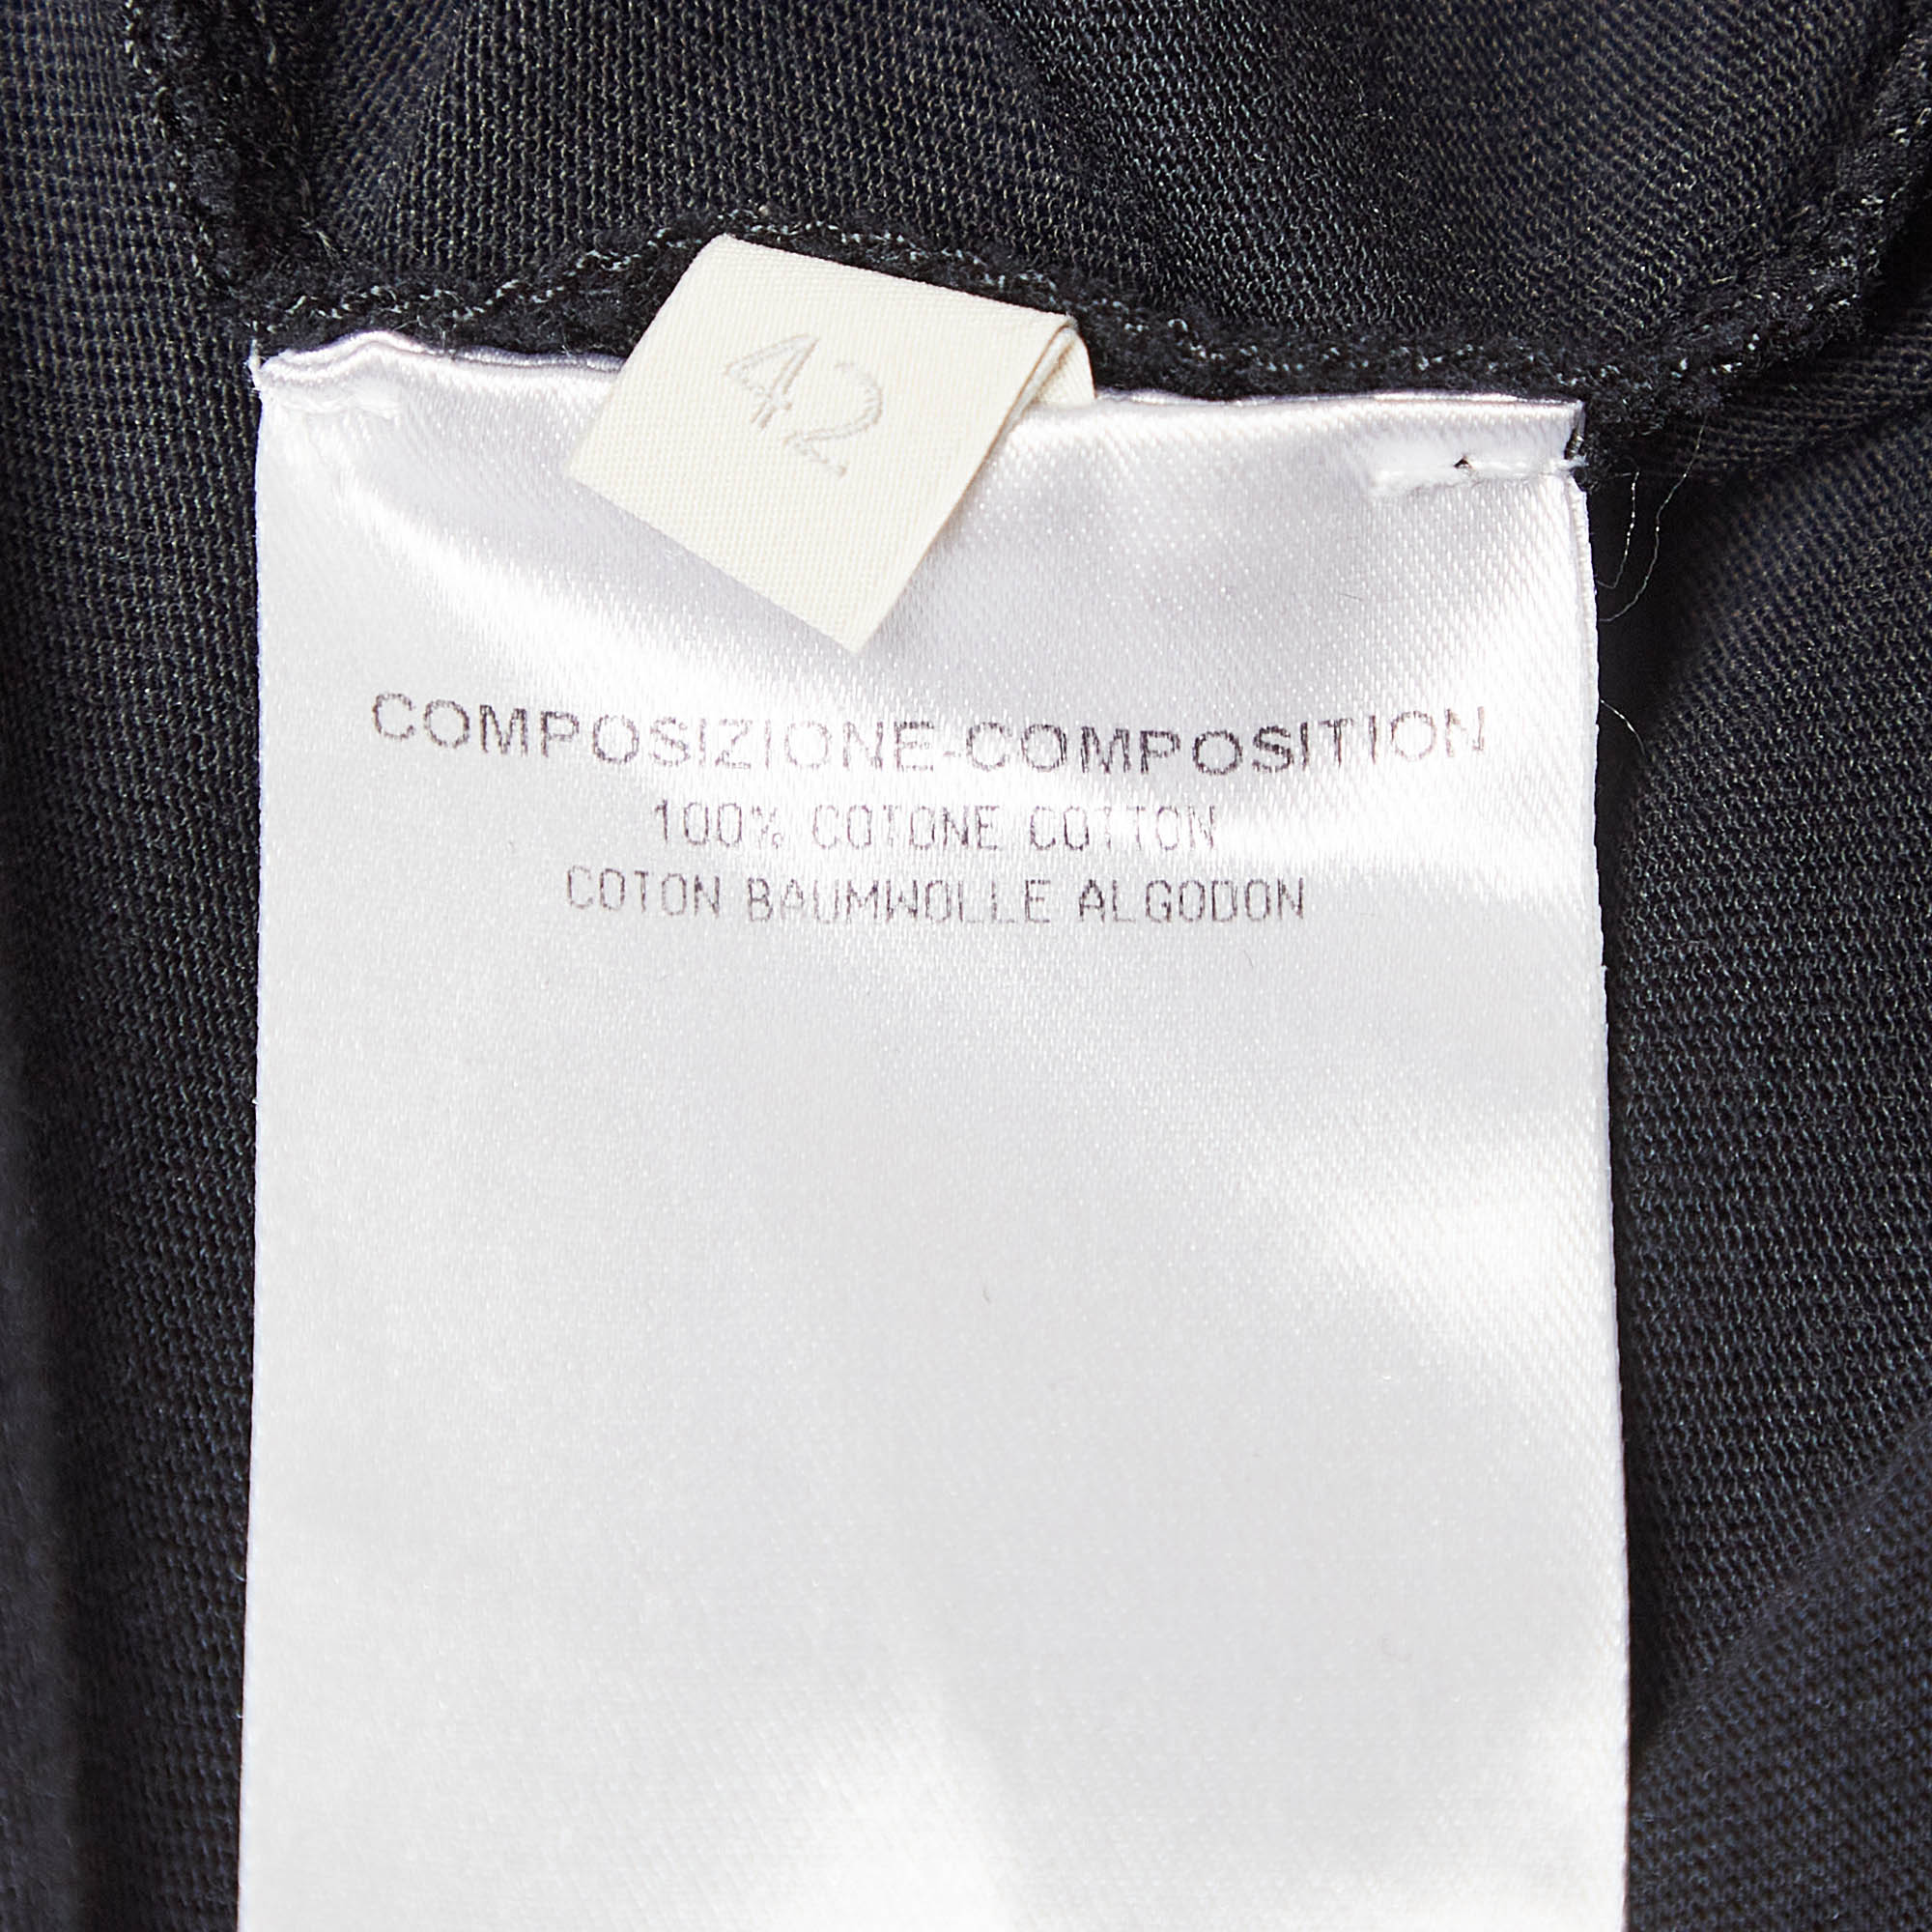 42
COMPOSIZIONE-COMPOSITION
100% COTONE COTTON
COTON BAUMWOLLE ALGODON